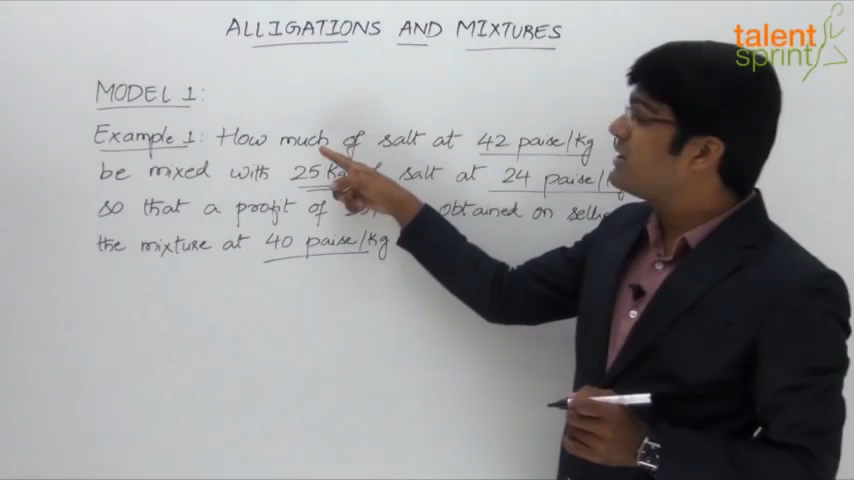 ALLIGATIONS AND MIXTURES
talent
sprint
MODEL 1:
Example 1: How much of salt at 42 paise/Kg
be mixed with 25 Kg salt at 24 paise/
so that a profit of obtained on
the mixture at 40 paise/Kg